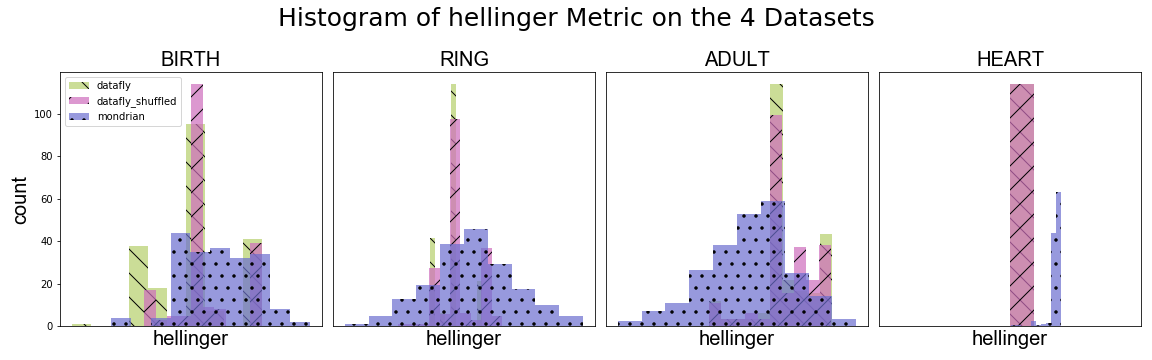 Histogram of hellinger Metric on the 4 Datasets
BIRTH
RING
ADULT
HEART
datafly
datafly_shuffled
mondrian
count
100
80
60
40
20
0
hellinger
hellinger
hellinger
hellinger